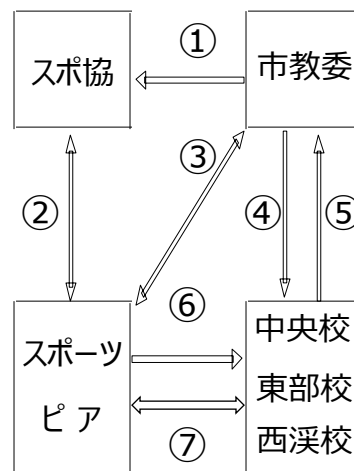 ①
スポ協
市教委
③
②
④
⑤
⑥
スポーツ
ピア
中央校
東部校
西渓校
⑦